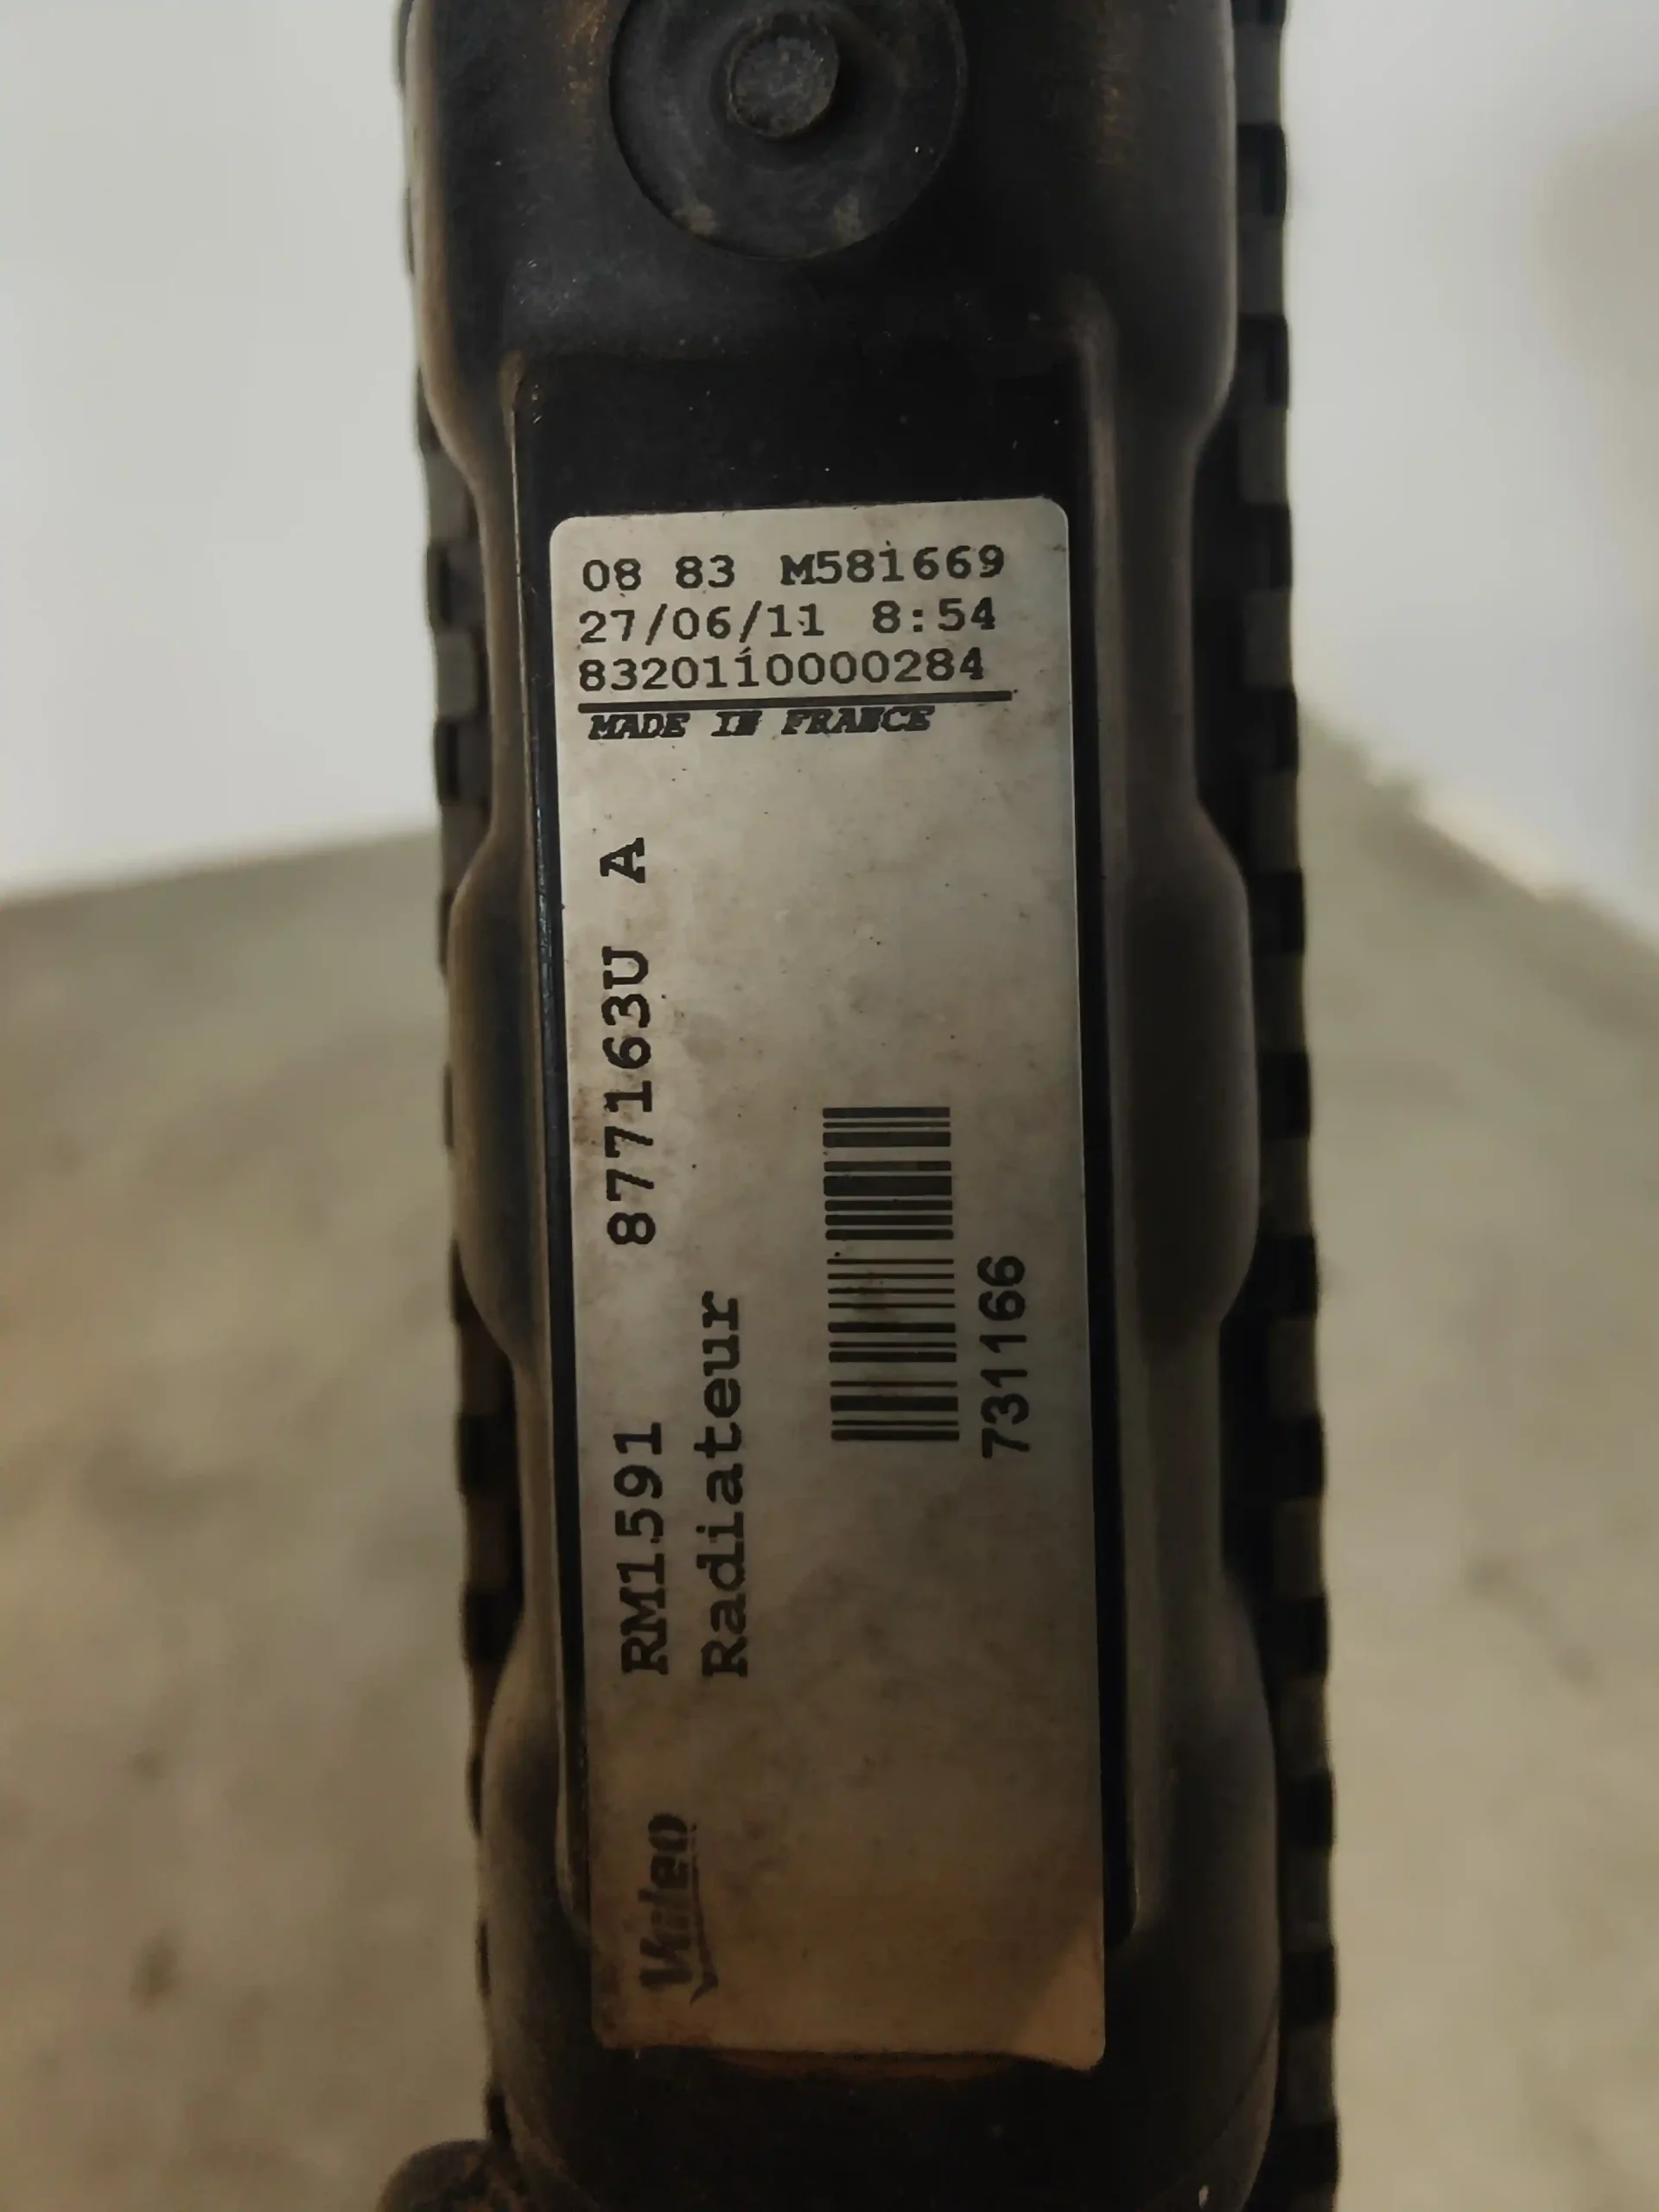 08 83 M581669
27/06/11 8:54
8320110000284
MADE IN FRANCE
RM1591 877163U A
Radiateur
731166
Valeo